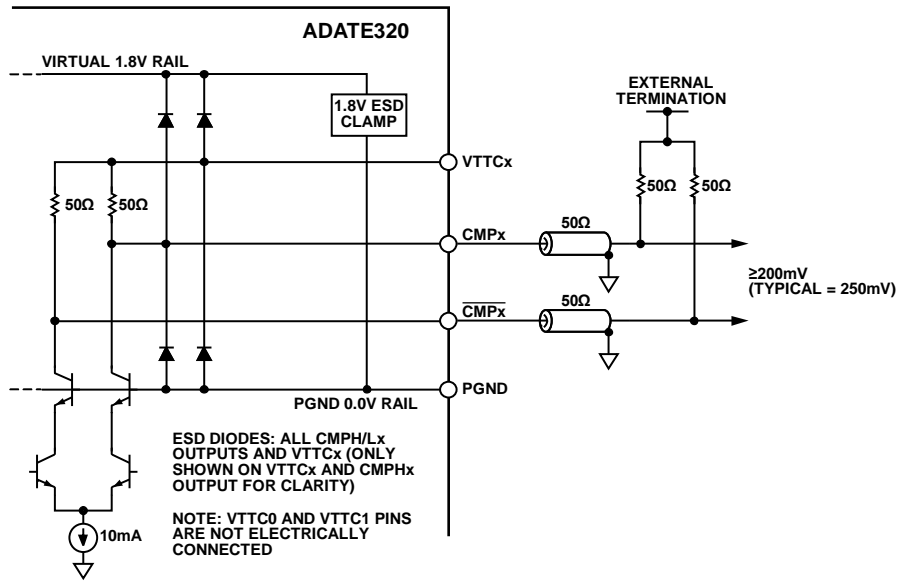 ADATE320
VIRTUAL 1.8V RAIL
1.8V ESD
CLAMP
EXTERNAL
TERMINATION
VTTCx
50Ω
50Ω
50Ω
50Ω
50Ω
CMPx
≥200mV
(TYPICAL = 250mV)
50Ω
CMPx
PGND
PGND 0.0V RAIL
ESD DIODES: ALL CMPH/Lx
OUTPUTS AND VTTCx (ONLY
SHOWN ON VTTCx AND CMPHx
OUTPUT FOR CLARITY)
NOTE: VTTC0 AND VTTC1 PINS
ARE NOT ELECTRICALLY
CONNECTED
10mA